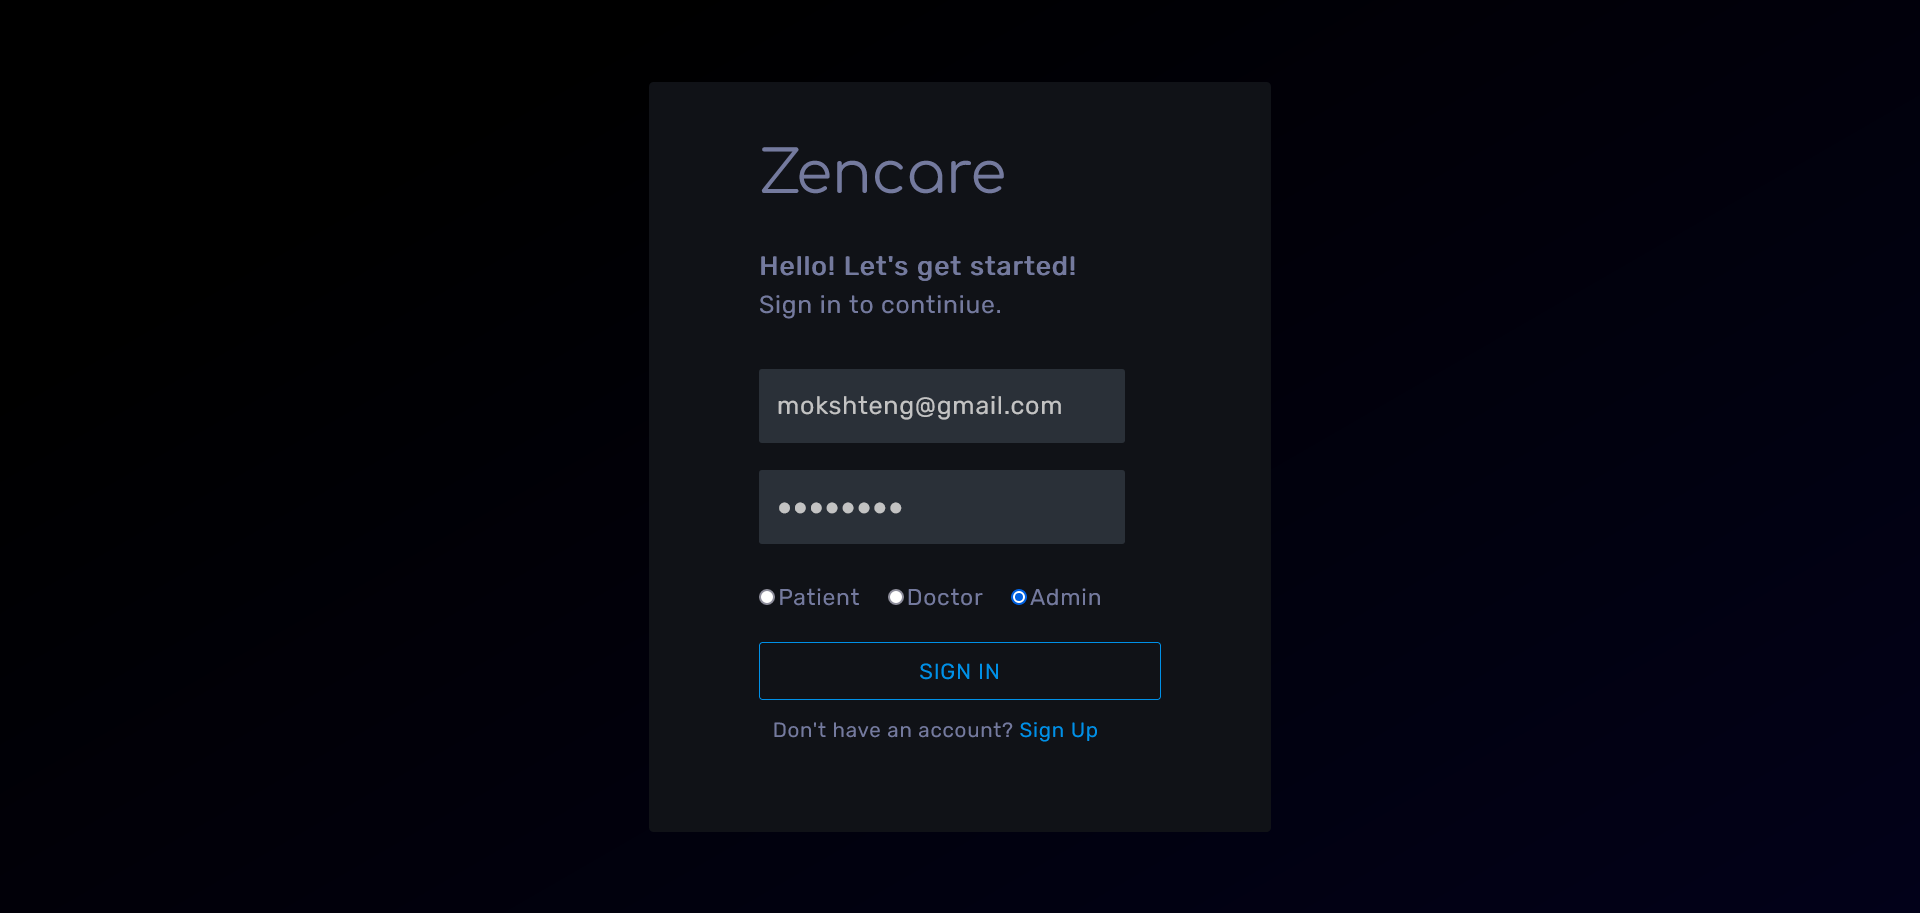 Zencare
Hello! Let's get started!
Sign in to continiue.
mokshteng@gmail.com
●●●●●●●●
Patient Doctor Admin
SIGN IN
Don't have an account? Sign Up